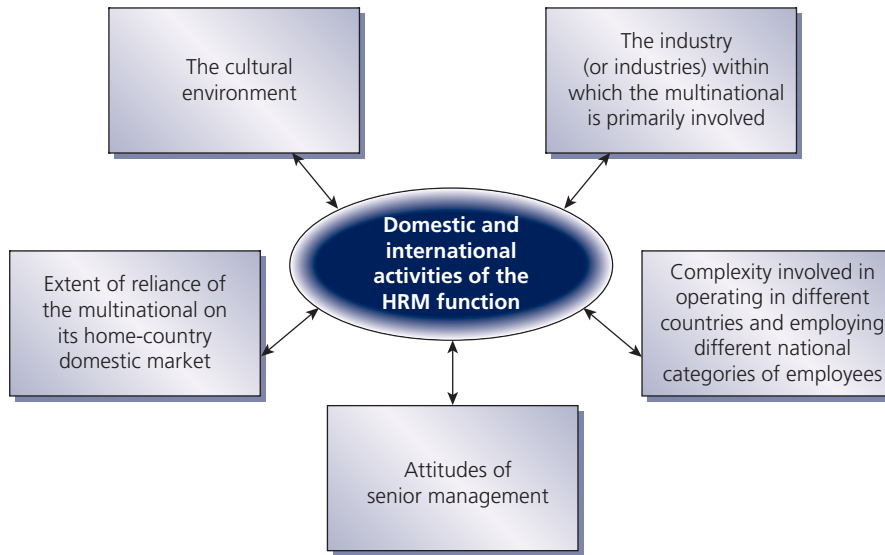 The cultural
environment
The industry
(or industries) within
which the multinational
is primarily involved
Domestic and
international
activities of the
HRM function
Extent of reliance of
the multinational on
its home-country
domestic market
Complexity involved in
operating in different
countries and employing
different national
categories of employees
Attitudes of
senior management